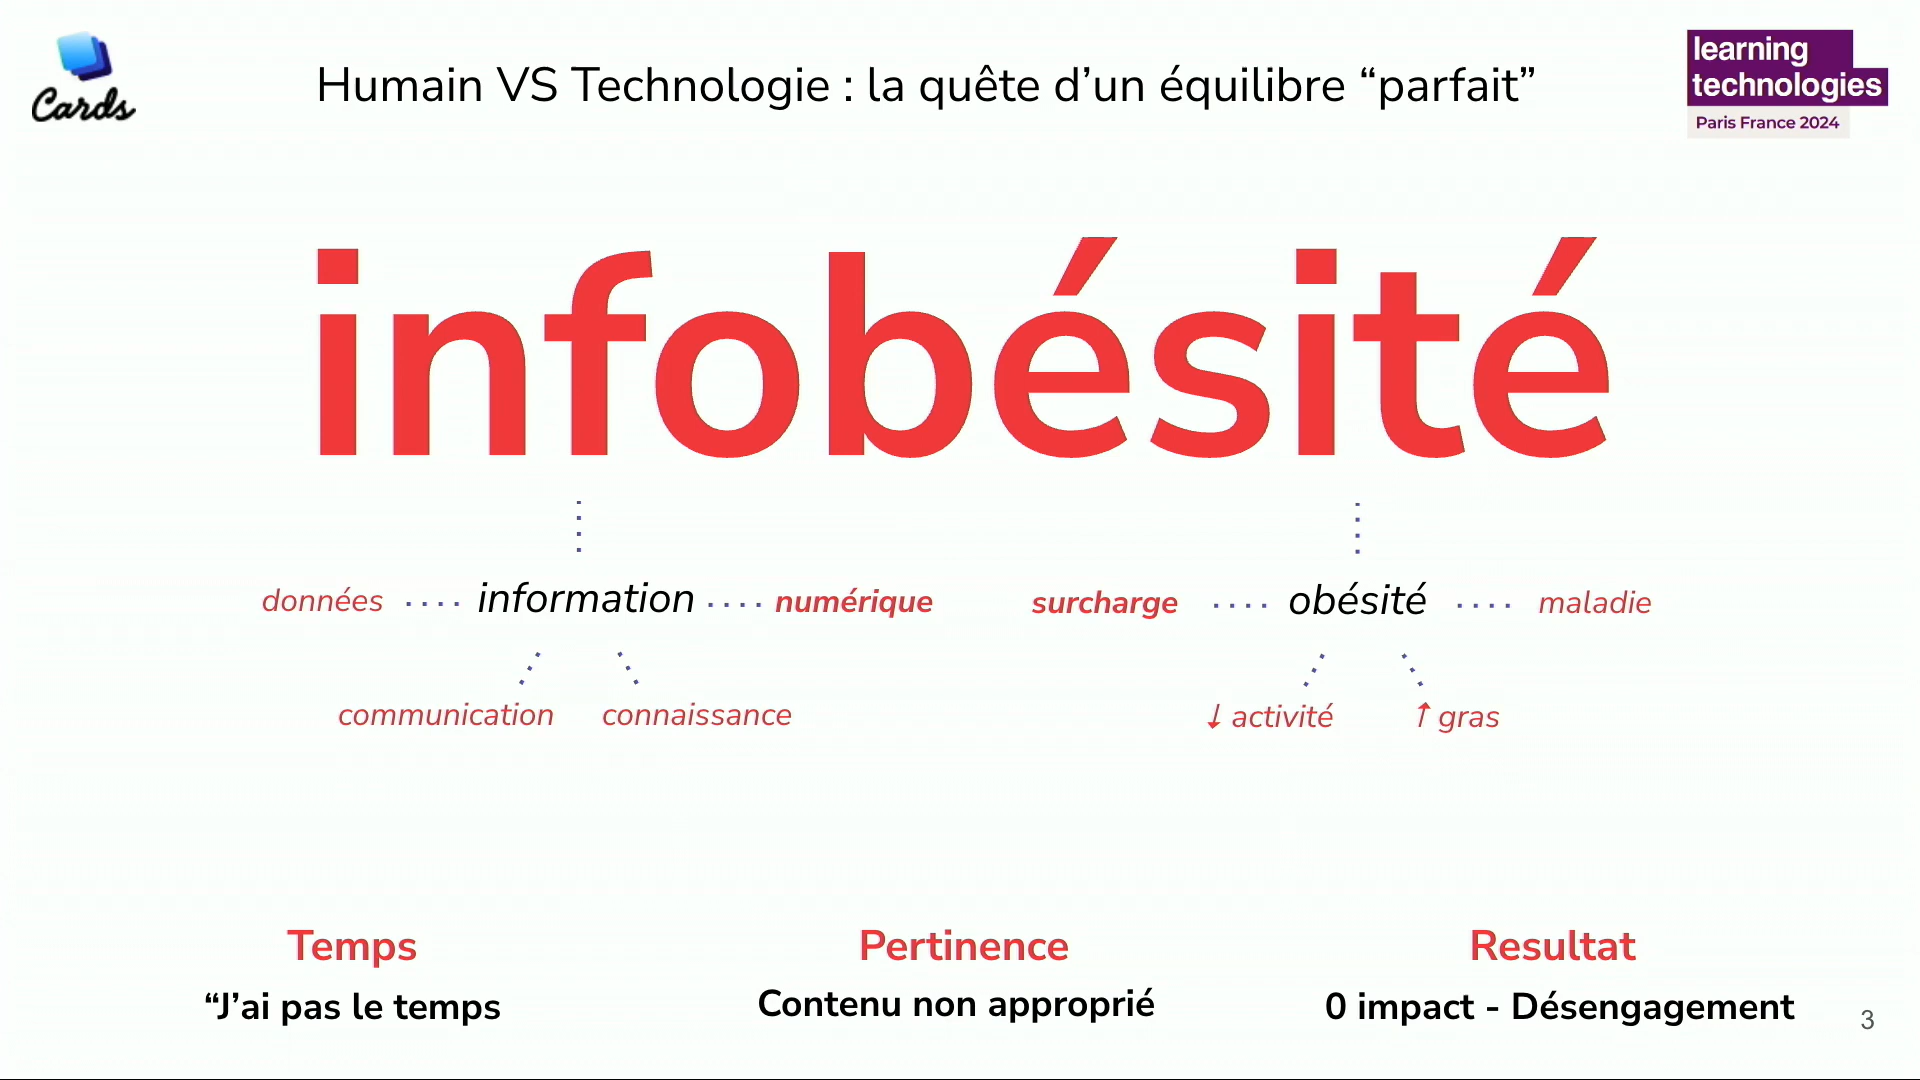 Cards
Humain VS Technologie : la quête d’un équilibre “parfait”
learning
technologies
Paris France 2024
infobésité
données information numérique surcharge obésité maladie
communication connaissance ↓ activité ↑ gras
Temps Pertinence Resultat
“J’ai pas le temps Contenu non approprié 0 impact - Désengagement
3